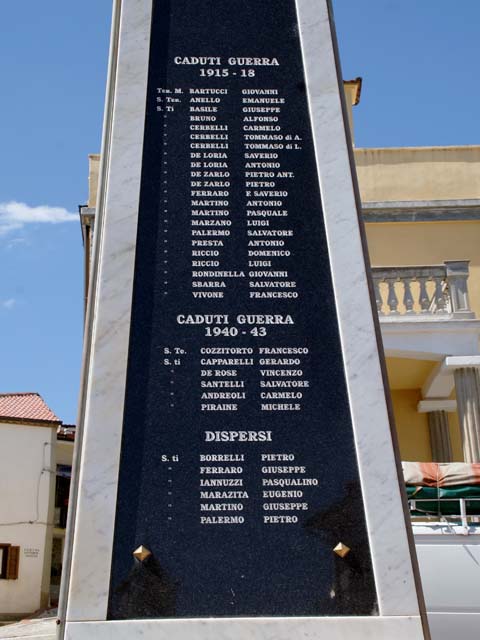 CADUTI GUERRA
1915 - 18
Ten. M. BARTUCCI GIOVANNI
S. Ten. ANELLO EMANUELE
S. Ti BASILE GIUSEPPE
" BRUNO ALFONSO
" CERBELLI CARMELO
" CERBELLI TOMMASO di A.
" CERBELLI TOMMASO di L.
" DE LORIA SAVERIO
" DE LORIA ANTONIO
" DE ZARLO PIETRO ANT.
" DE ZARLO PIETRO
" FERRARO F. SAVERIO
" MARTINO ANTONIO
" MARTINO PASQUALE
" MARZANO LUIGI
" PALERMO SALVATORE
" PRESTA ANTONIO
" RICCIO DOMENICO
" RICCIO LUIGI
" RONDINELLA GIOVANNI
" SBARRA SALVATORE
" VIVONE FRANCESCO
CADUTI GUERRA
1940 - 43
S. Te. COZZITORTO FRANCESCO
S. ti CAPPARELLI GERARDO
" DE ROSE VINCENZO
" SANTELLI SALVATORE
" ANDREOLI CARMELO
" PIRAINE MICHELE
DISPERSI
S. ti BORRELLI PIETRO
" FERRARO GIUSEPPE
" IANNUZZI PASQUALINO
" MARAZITA EUGENIO
" MARTINO GIUSEPPE
" PALERMO PIETRO